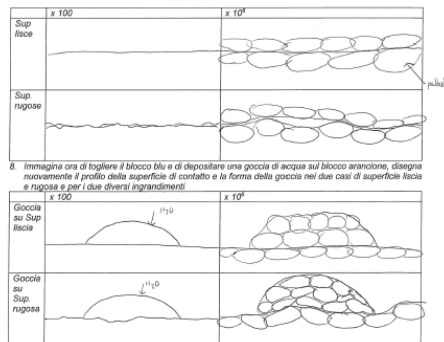 x 100 x 10⁶
Sup
lisce
Sup.
rugose
8. Immagina ora di togliere il blocco blu e di depositare una goccia di acqua sul blocco arancione, disegna
nuovamente il profilo della superficie di contatto e la forma della goccia nei due casi di superficie liscia
e rugosa e per i due diversi ingrandimenti
x 100 x 10⁶
Goccia
su Sup
liscia
H₂O
Goccia
su
Sup.
rugosa
H₂O